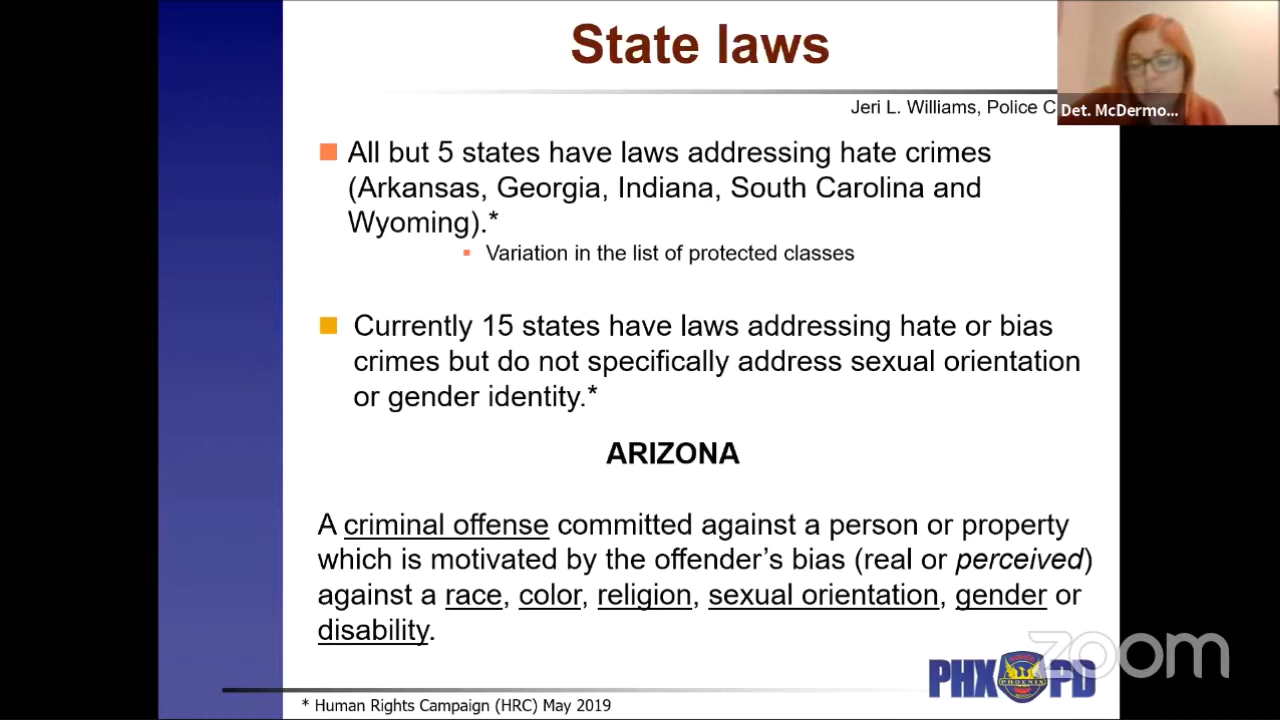 State laws
Jeri L. Williams, Police C
Det. McDermo...
All but 5 states have laws addressing hate crimes
(Arkansas, Georgia, Indiana, South Carolina and
Wyoming).*
Variation in the list of protected classes
Currently 15 states have laws addressing hate or bias
crimes but do not specifically address sexual orientation
or gender identity.*
ARIZONA
A criminal offense committed against a person or property
which is motivated by the offender's bias (real or perceived)
against a race, color, religion, sexual orientation, gender or
disability.
zoom
PHX PD
PHOENIX
* Human Rights Campaign (HRC) May 2019